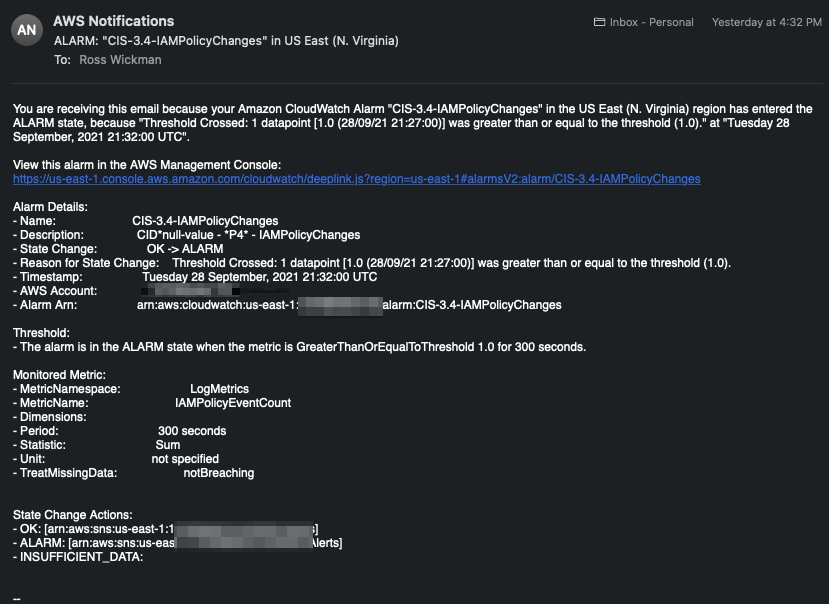 AN
AWS Notifications
Inbox - Personal Yesterday at 4:32 PM
ALARM: "CIS-3.4-IAMPolicyChanges" in US East (N. Virginia)
To: Ross Wickman
You are receiving this email because your Amazon CloudWatch Alarm "CIS-3.4-IAMPolicyChanges" in the US East (N. Virginia) region has entered the
ALARM state, because "Threshold Crossed: 1 datapoint [1.0 (28/09/21 21:27:00)] was greater than or equal to the threshold (1.0)." at "Tuesday 28
September, 2021 21:32:00 UTC".
View this alarm in the AWS Management Console:
https://us-east-1.console.aws.amazon.com/cloudwatch/deeplink.js?region=us-east-1#alarmsV2:alarm/CIS-3.4-IAMPolicyChanges
Alarm Details:
- Name: CIS-3.4-IAMPolicyChanges
- Description: CID*null-value - *P4* - IAMPolicyChanges
- State Change: OK -> ALARM
- Reason for State Change: Threshold Crossed: 1 datapoint [1.0 (28/09/21 21:27:00)] was greater than or equal to the threshold (1.0).
- Timestamp: Tuesday 28 September, 2021 21:32:00 UTC
- AWS Account:
- Alarm Arn: arn:aws:cloudwatch:us-east-1: alarm:CIS-3.4-IAMPolicyChanges
Threshold:
- The alarm is in the ALARM state when the metric is GreaterThanOrEqualToThreshold 1.0 for 300 seconds.
Monitored Metric:
- MetricNamespace: LogMetrics
- MetricName: IAMPolicyEventCount
- Dimensions:
- Period: 300 seconds
- Statistic: Sum
- Unit: not specified
- TreatMissingData: notBreaching
State Change Actions:
- OK: [arn:aws:sns:us-east-1:1 s]
- ALARM: [arn:aws:sns:us-eas Alerts]
- INSUFFICIENT_DATA:
--